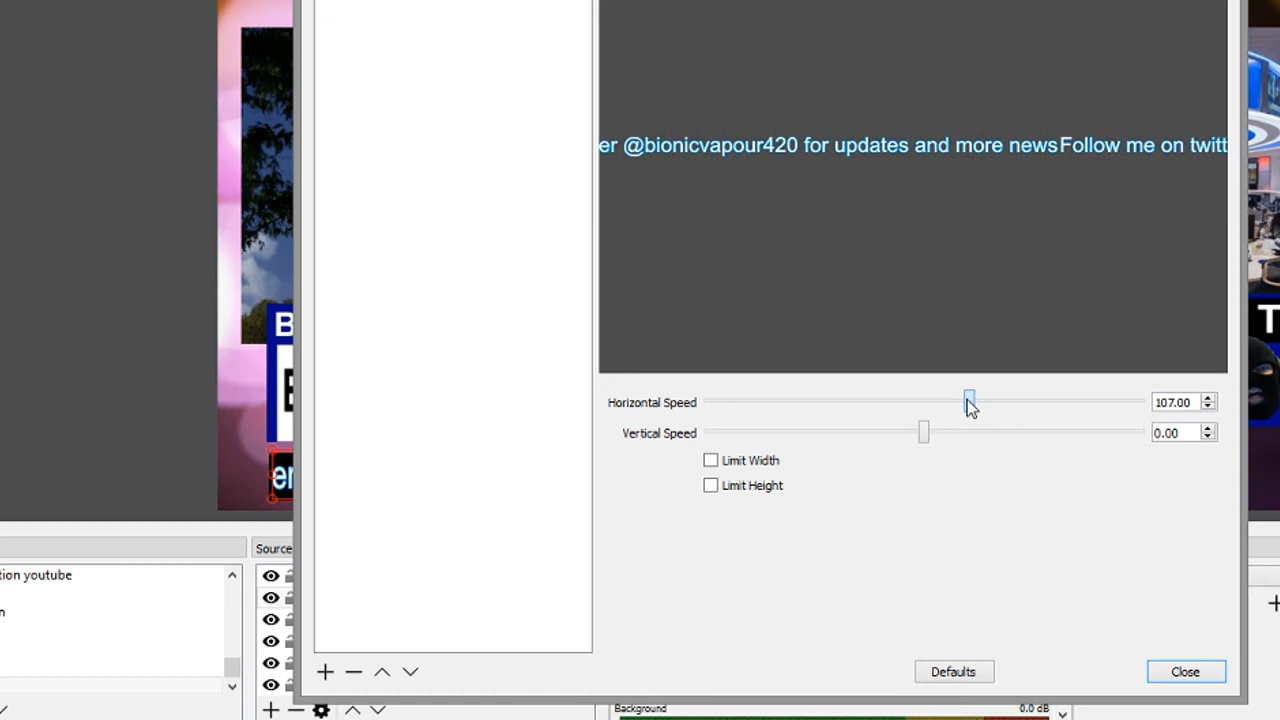 er @bionicvapour420 for updates and more newsFollow me on twitt
B
T
E
Horizontal Speed
107.00
Vertical Speed
0.00
Limit Width
Limit Height
er
Source
tion youtube
n
Defaults
Close
Background
0.0 dB